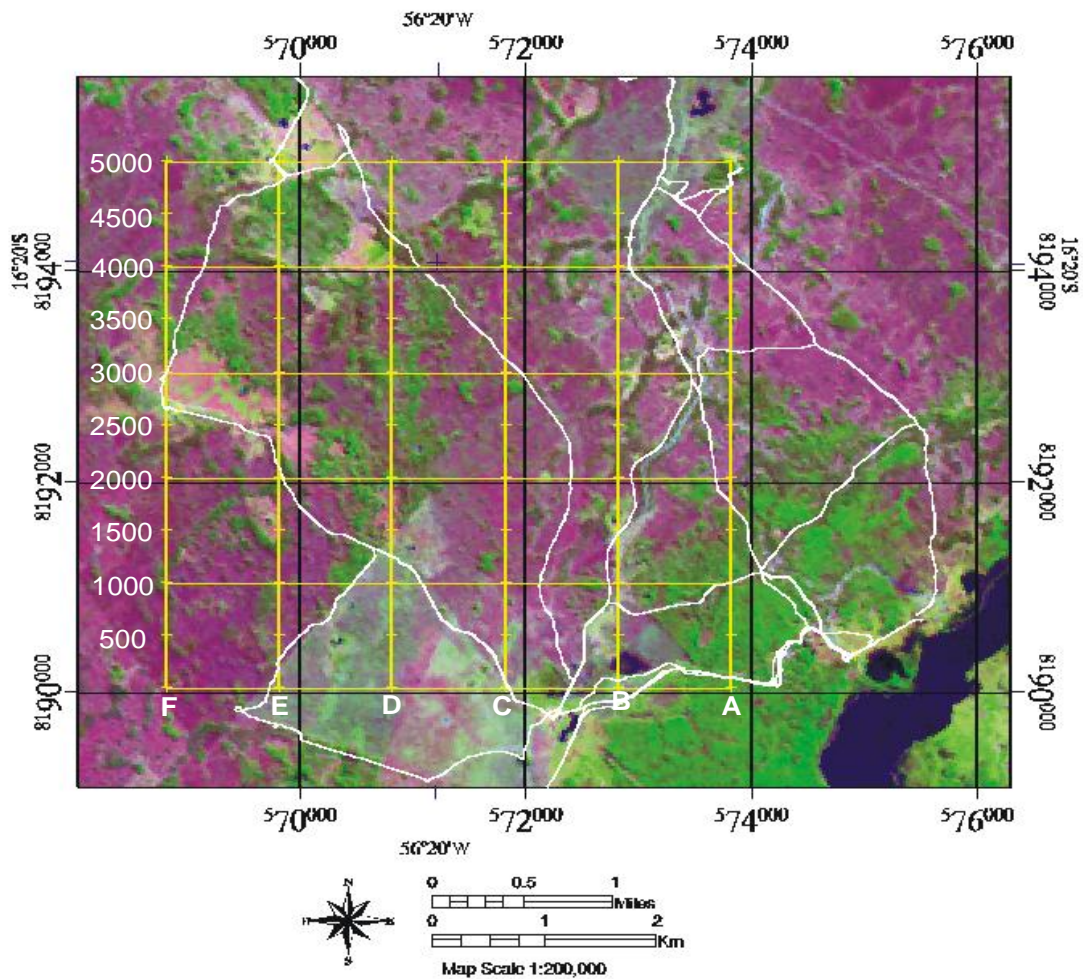 56°20'W
570000 572000 574000 576000
5000
4500
16°20'S 8194000 4000 8194000 16°20'S
3500
3000
2500
8192000 2000 8192000
1500
1000
500
8190000 8190000
F E D C B A
570000 572000 574000 576000
56°20'W
N
S
0 0.5 1
Miles
0 1 2
Km
Map Scale 1:200,000